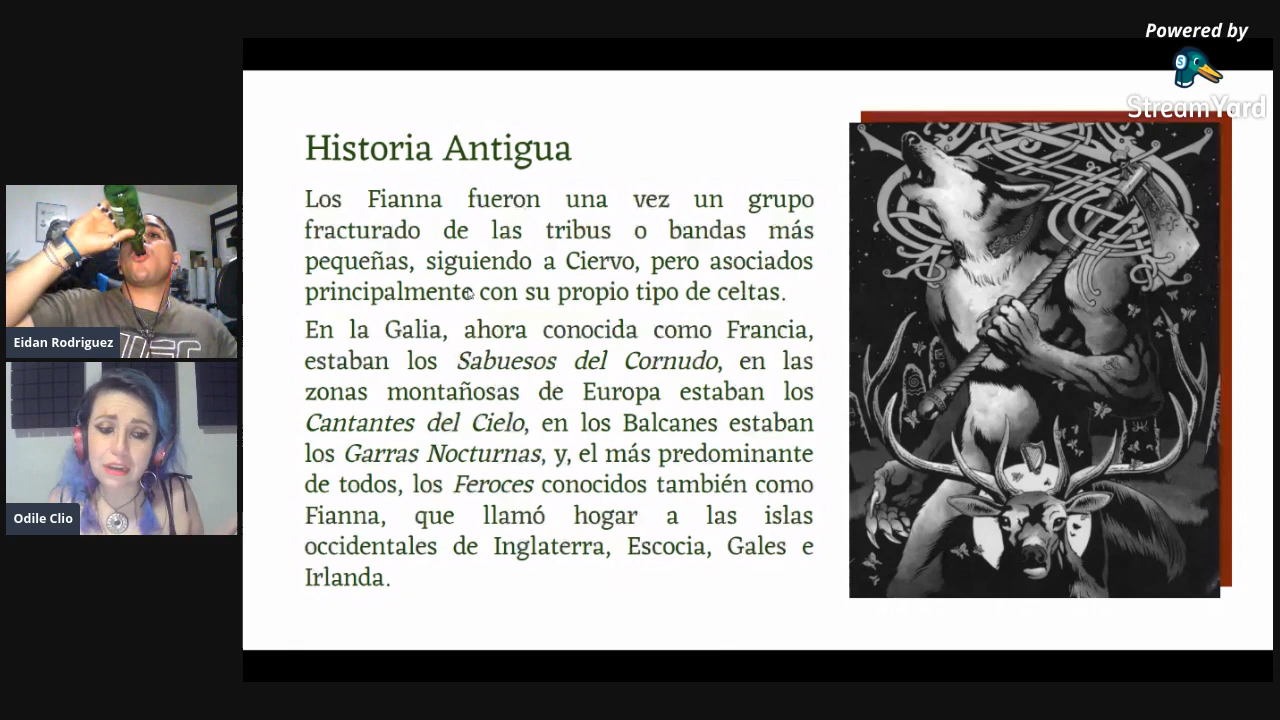 Powered by
StreamYard
Historia Antigua
Los Fianna fueron una vez un grupo
fracturado de las tribus o bandas más
pequeñas, siguiendo a Ciervo, pero asociados
principalmente con su propio tipo de celtas.
En la Galia, ahora conocida como Francia,
estaban los Sabuesos del Cornudo, en las
zonas montañosas de Europa estaban los
Cantantes del Cielo, en los Balcanes estaban
los Garras Nocturnas, y, el más predominante
de todos, los Feroces conocidos también como
Fianna, que llamó hogar a las islas
occidentales de Inglaterra, Escocia, Gales e
Irlanda.
Eidan Rodriguez
Odile Clio